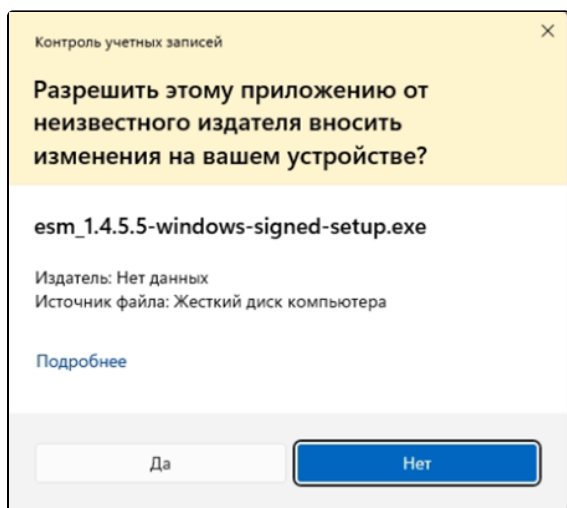 Контроль учетных записей
Разрешить этому приложению от
неизвестного издателя вносить
изменения на вашем устройстве?
esm_1.4.5.5-windows-signed-setup.exe
Издатель: Нет данных
Источник файла: Жесткий диск компьютера
Подробнее
Да
Нет